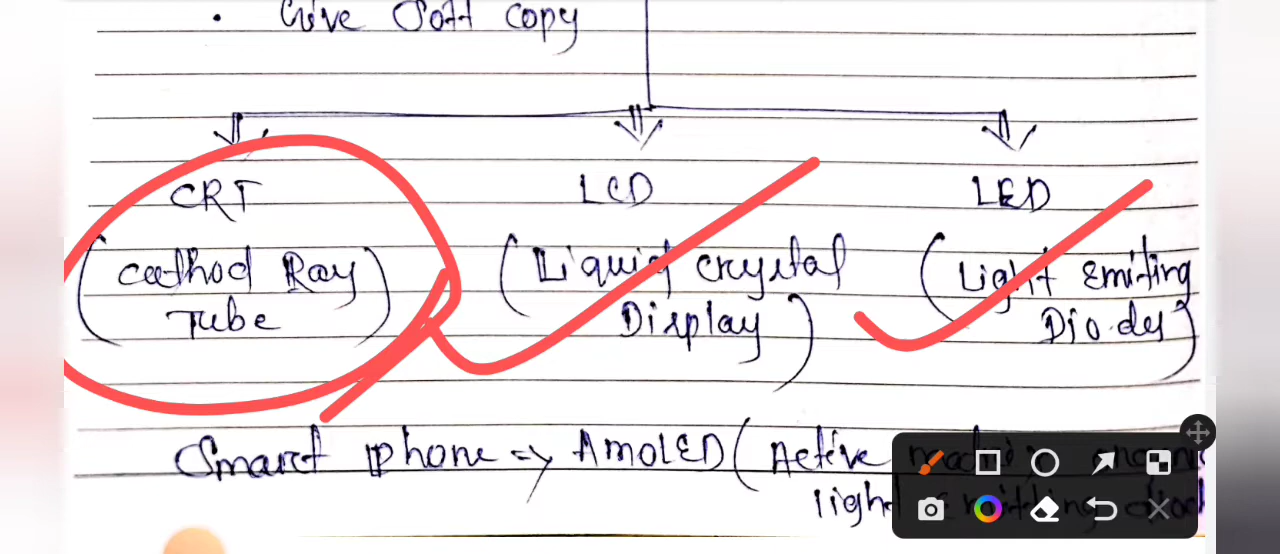 • Give Soft copy
CRT LCD LED
(Cathod Ray (Liquid crystal (Light Emiting
Tube) Display) Diodes)
Smart phone => AMOLED (Active
light